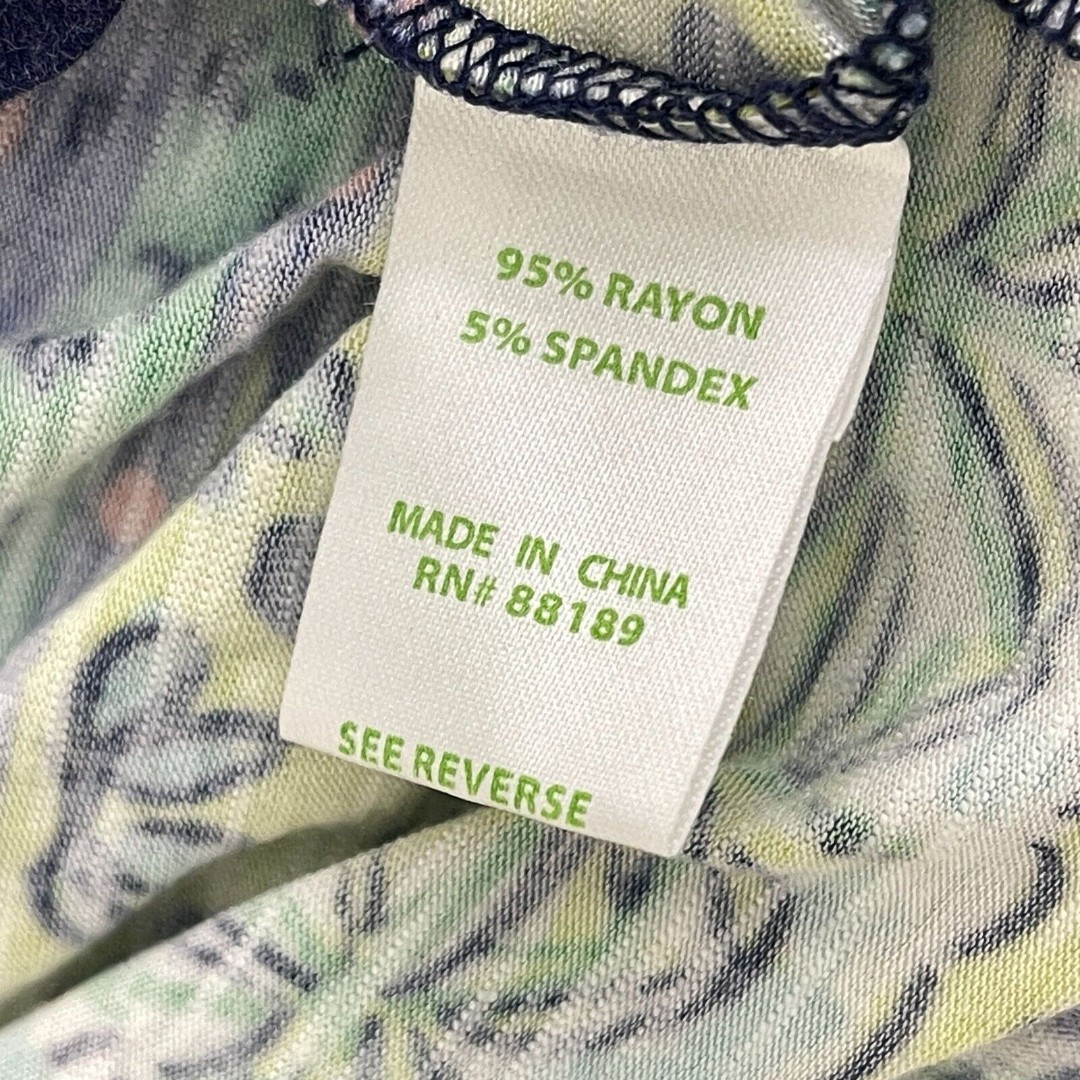 95% RAYON
5% SPANDEX
MADE IN CHINA
RN# 88189
SEE REVERSE